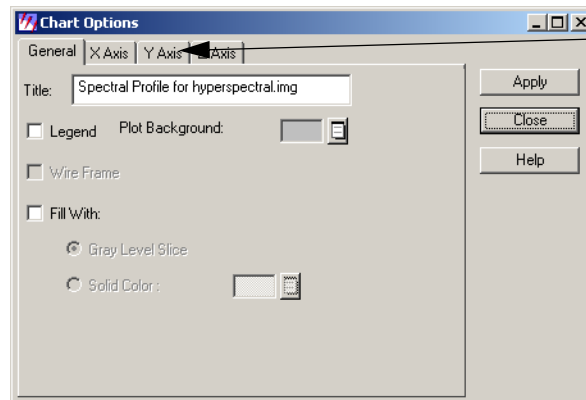 Chart Options
General X Axis Y Axis Z Axis
Title: Spectral Profile for hyperspectral.img
Apply
Legend Plot Background:
Close
Wire Frame
Help
Fill With:
Gray Level Slice
Solid Color :